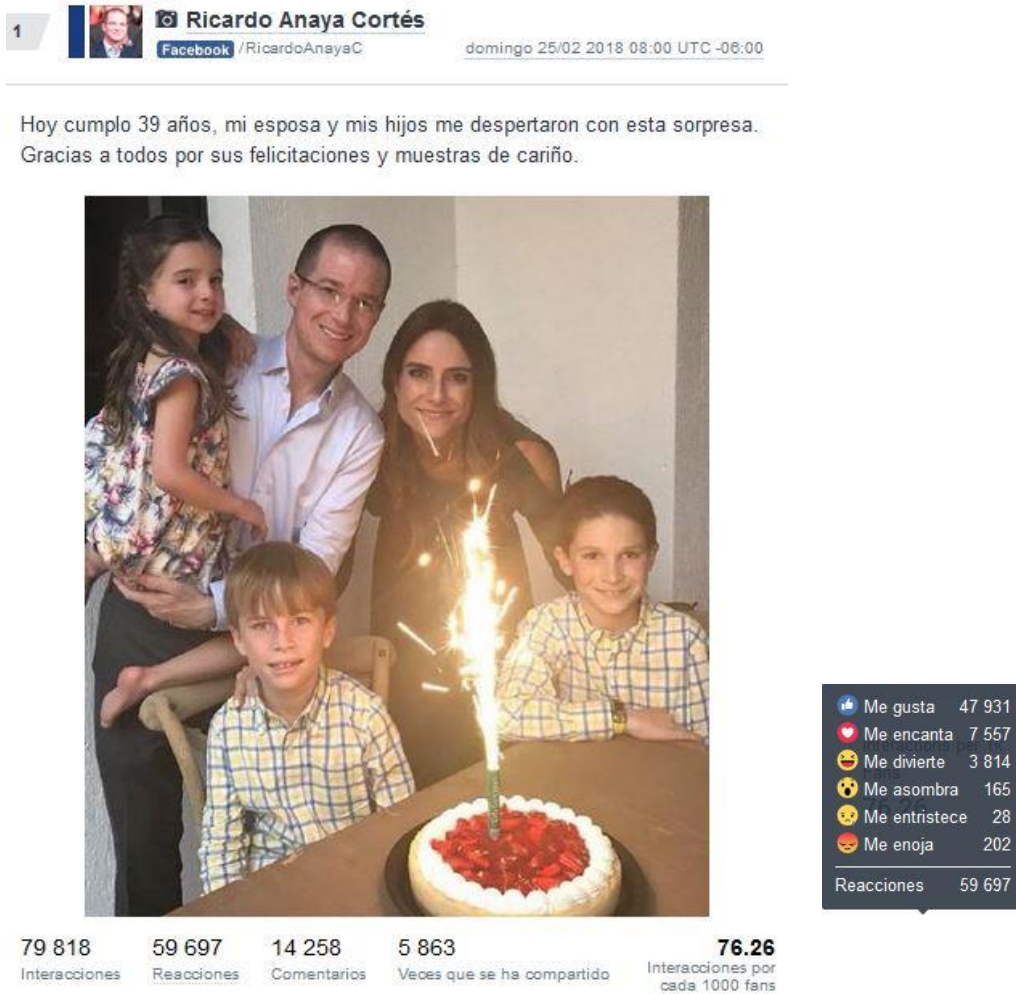 1
Ricardo Anaya Cortés
Facebook /RicardoAnayaC
domingo 25/02 2018 08:00 UTC -06:00
Hoy cumplo 39 años, mi esposa y mis hijos me despertaron con esta sorpresa.
Gracias a todos por sus felicitaciones y muestras de cariño.
Me gusta 47 931
Me encanta 7 557
Me divierte 3 814
Me asombra 165
Me entristece 28
Me enoja 202
Reacciones 59 697
79 818 59 697 14 258 5 863 76.26
Interacciones Reacciones Comentarios Veces que se ha compartido Interacciones por
cada 1000 fans